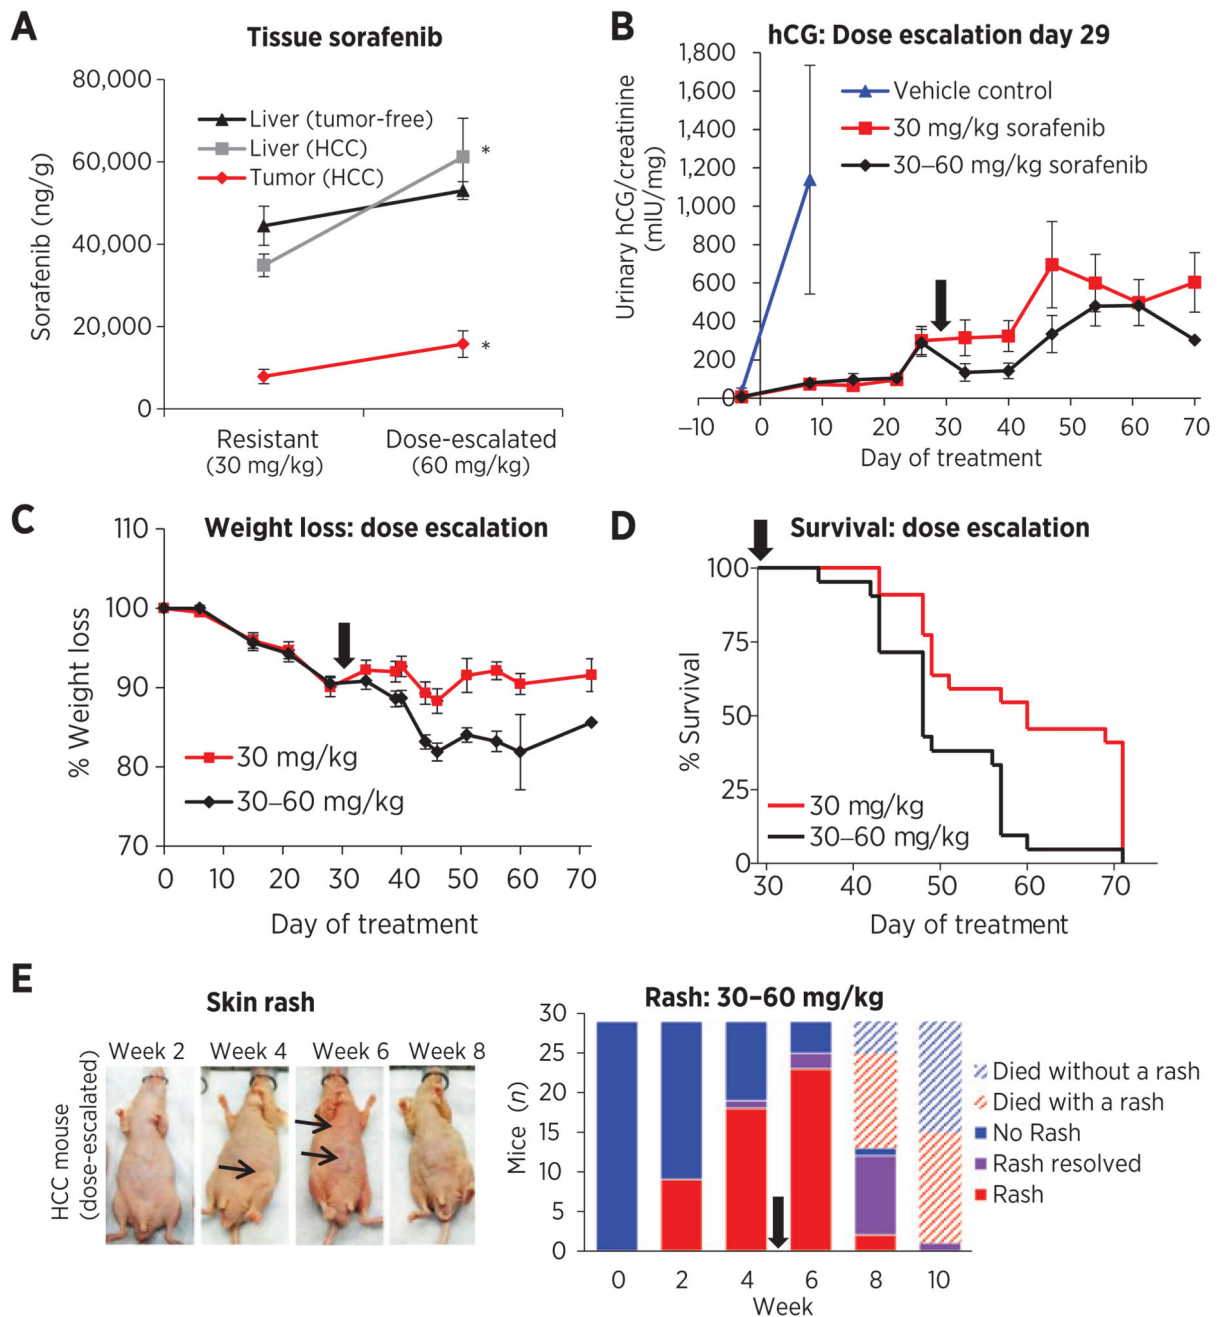 A
Tissue sorafenib
80,000
60,000
40,000
20,000
0
Sorafenib (ng/g)
Liver (tumor-free)
Liver (HCC)
Tumor (HCC)
*
*
Resistant
(30 mg/kg)
Dose-escalated
(60 mg/kg)
B
hCG: Dose escalation day 29
1,800
1,600
1,400
1,200
1,000
800
600
400
200
0
Urinary hCG/creatinine
(mIU/mg)
Vehicle control
30 mg/kg sorafenib
30–60 mg/kg sorafenib
–10 0 10 20 30 40 50 60 70
Day of treatment
C
Weight loss: dose escalation
110
100
90
80
70
% Weight loss
30 mg/kg
30–60 mg/kg
0 10 20 30 40 50 60 70
Day of treatment
D
Survival: dose escalation
100
75
50
25
0
% Survival
30 mg/kg
30–60 mg/kg
30 40 50 60 70
Day of treatment
E
Skin rash
Week 2 Week 4 Week 6 Week 8
HCC mouse
(dose-escalated)
Rash: 30–60 mg/kg
30
25
20
15
10
5
0
Mice (n)
0 2 4 6 8 10
Week
Died without a rash
Died with a rash
No Rash
Rash resolved
Rash